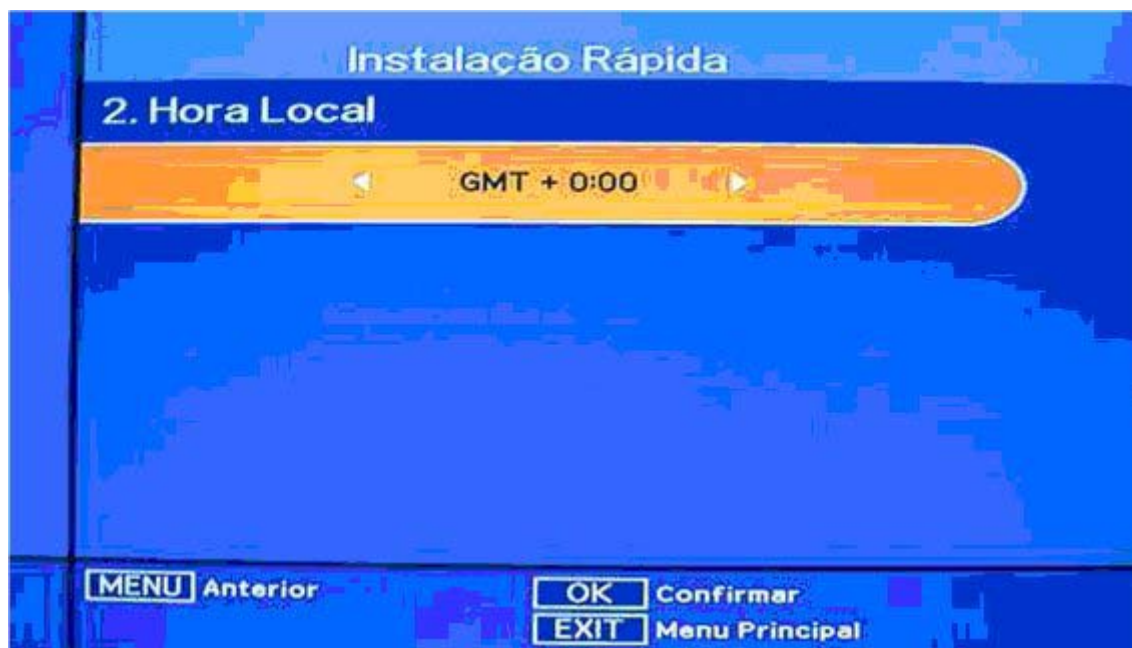 Instalação Rápida
2. Hora Local
GMT + 0:00
MENU Anterior
OK Confirmar
EXIT Menu Principal